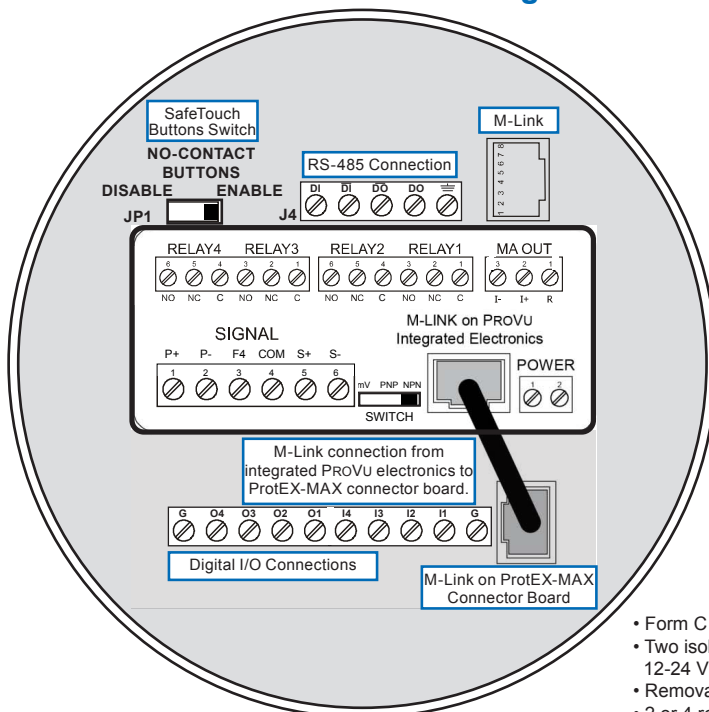 g
SafeTouch
Buttons Switch
M-Link
NO-CONTACT
BUTTONS
DISABLE ENABLE
JP1
RS-485 Connection
DI D̅I̅ D̅O̅ DO
J4
1 2 3 4 5 6 7 8
RELAY4 RELAY3 RELAY2 RELAY1 MA OUT
6 5 4 3 2 1 6 5 4 3 2 1 3 2 1
NO NC C NO NC C NO NC C NO NC C I- I+ R
M-LINK on PROVU
Integrated Electronics
SIGNAL
P+ P- F4 COM S+ S-
1 2 3 4 5 6
mV PNP NPN
SWITCH
POWER
1 2
M-Link connection from
integrated PROVU electronics to
ProtEX-MAX connector board.
G O4 O3 O2 O1 I4 I3 I2 I1 G
Digital I/O Connections
M-Link on ProtEX-MAX
Connector Board
• Form C
• Two isol
12-24 V
• Remova